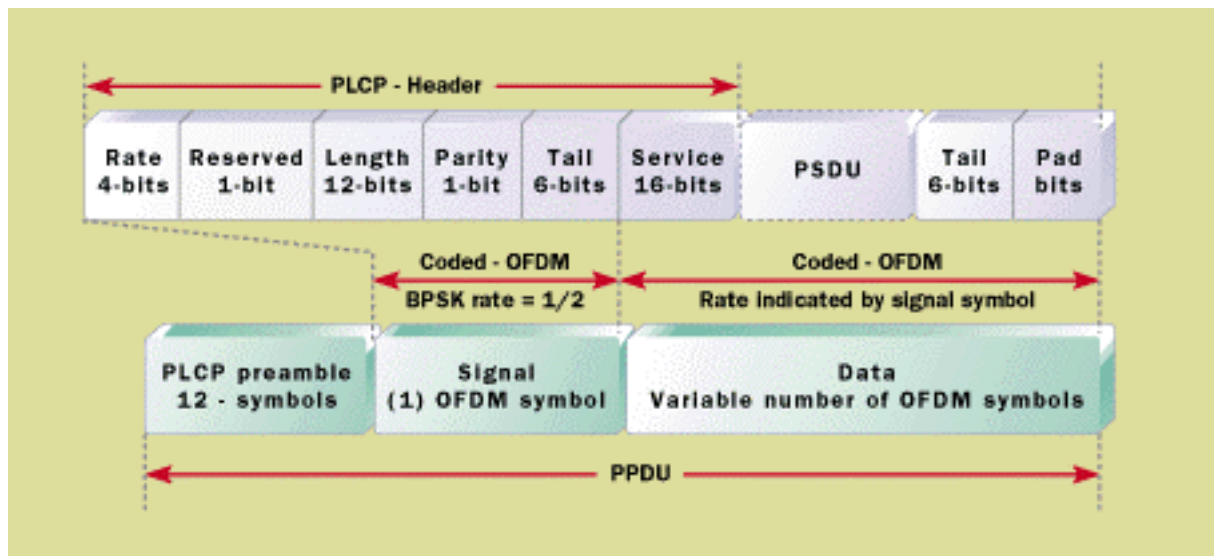 PLCP - Header
Rate
4-bits
Reserved
1-bit
Length
12-bits
Parity
1-bit
Tail
6-bits
Service
16-bits
PSDU
Tail
6-bits
Pad
bits
Coded - OFDM
BPSK rate = 1/2
Coded - OFDM
Rate indicated by signal symbol
PLCP preamble
12 - symbols
Signal
(1) OFDM symbol
Data
Variable number of OFDM symbols
PPDU